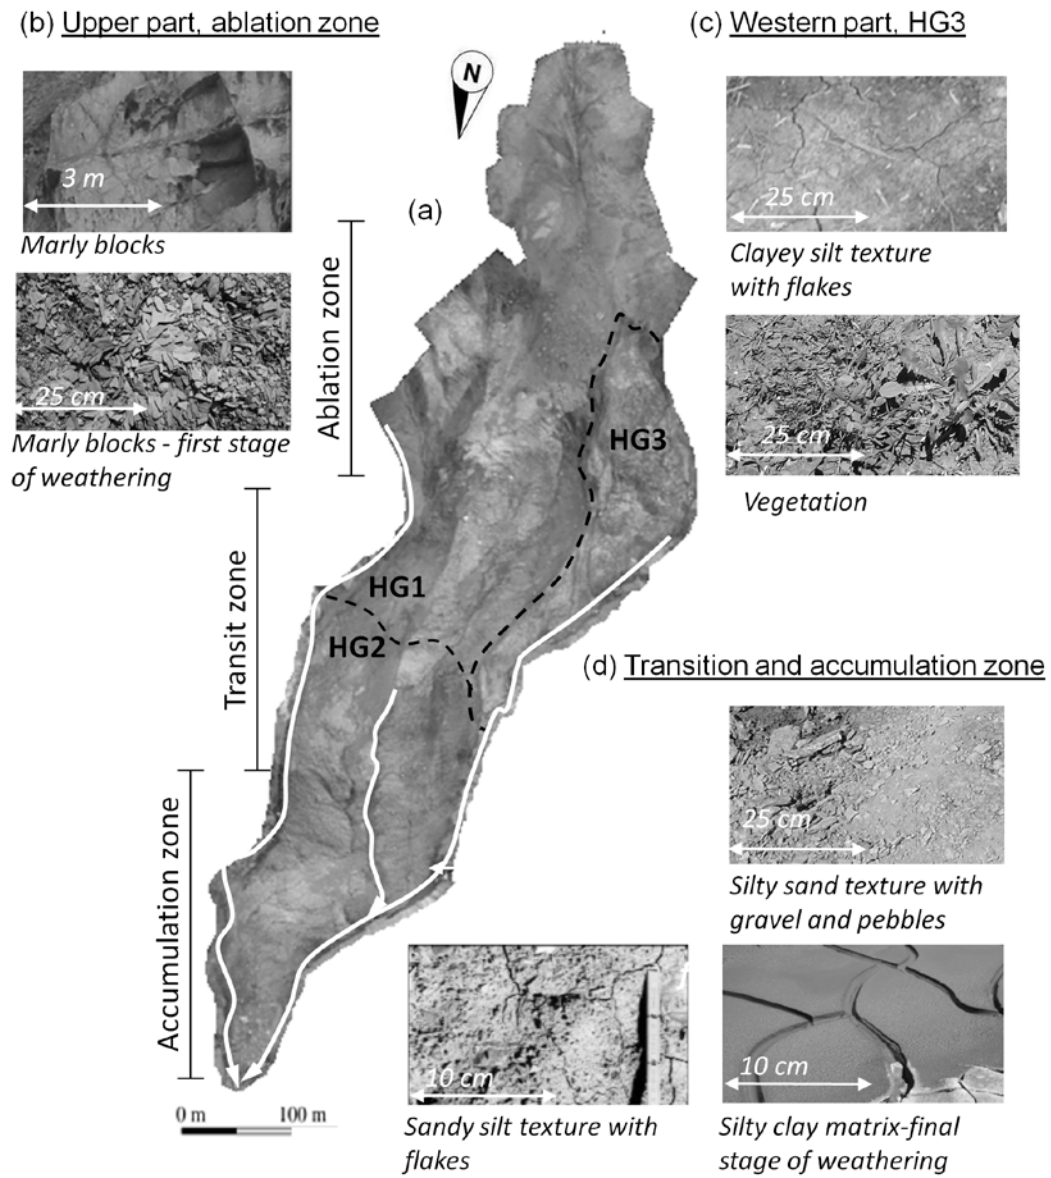 (b) Upper part, ablation zone
(c) Western part, HG3
N
3 m
Marly blocks
25 cm
Marly blocks - first stage
of weathering
(a)
25 cm
Clayey silt texture
with flakes
25 cm
Vegetation
Ablation zone
HG3
HG1
HG2
Transit zone
(d) Transition and accumulation zone
25 cm
Silty sand texture with
gravel and pebbles
Accumulation zone
10 cm
Sandy silt texture with
flakes
10 cm
Silty clay matrix-final
stage of weathering
0 m 100 m